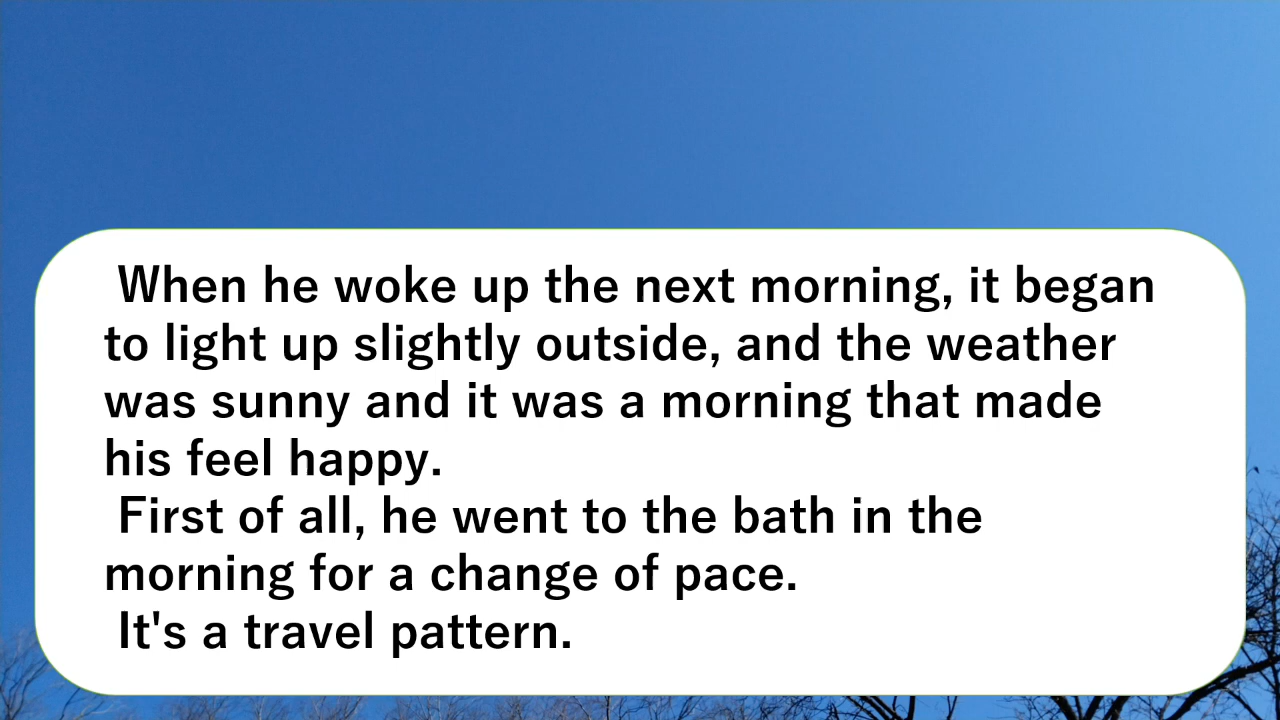 When he woke up the next morning, it began
to light up slightly outside, and the weather
was sunny and it was a morning that made
his feel happy.
First of all, he went to the bath in the
morning for a change of pace.
It's a travel pattern.